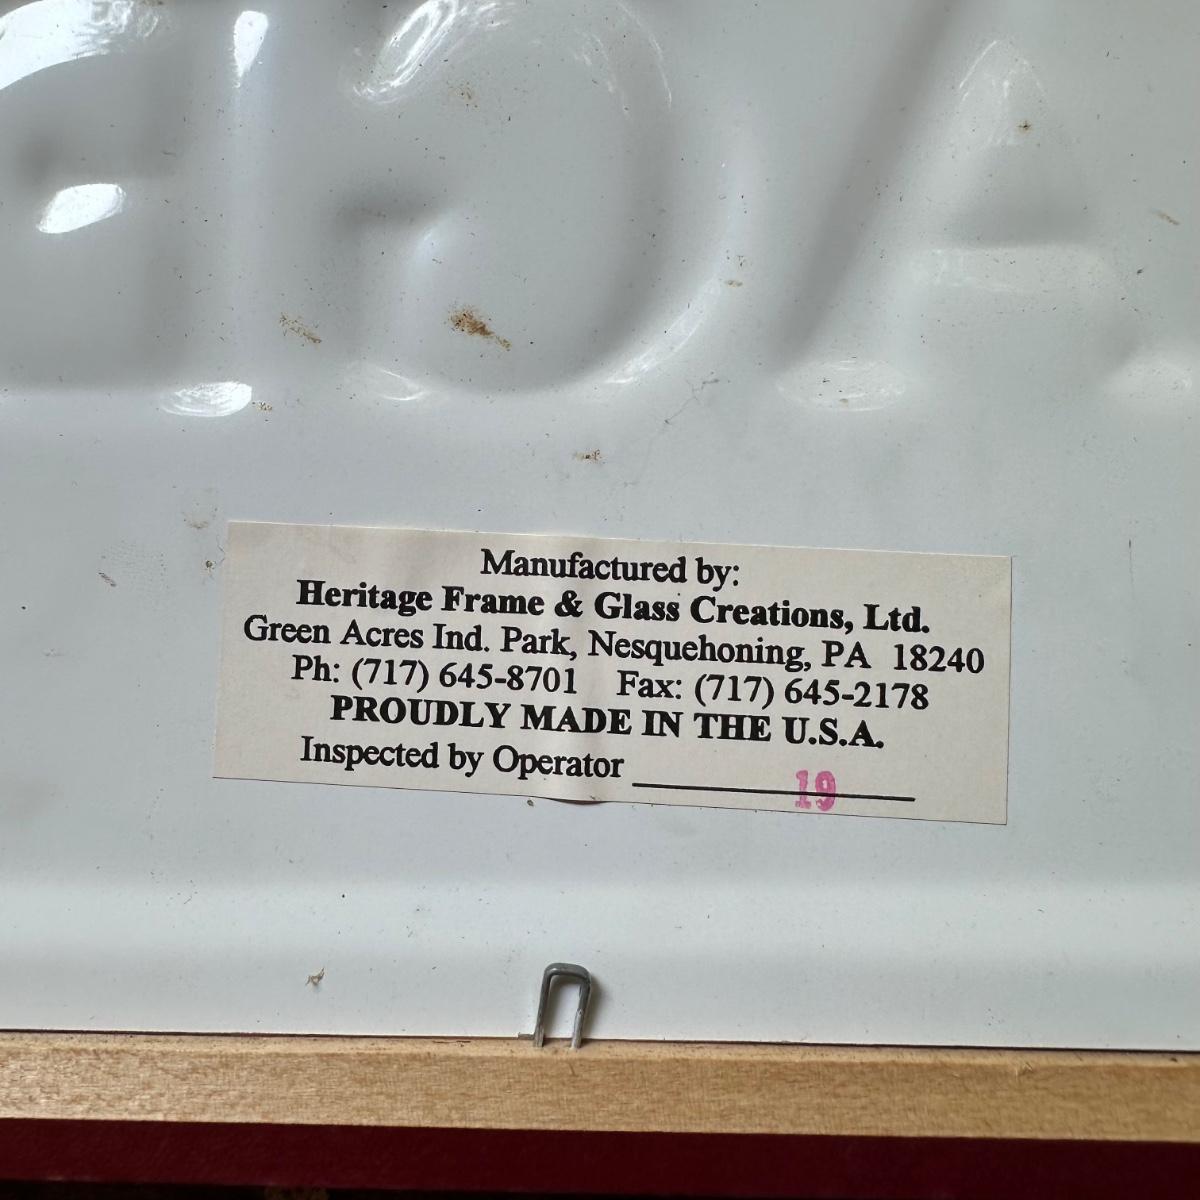 Manufactured by:
Heritage Frame & Glass Creations, Ltd.
Green Acres Ind. Park, Nesquehoning, PA 18240
Ph: (717) 645-8701 Fax: (717) 645-2178
PROUDLY MADE IN THE U.S.A.
Inspected by Operator 19